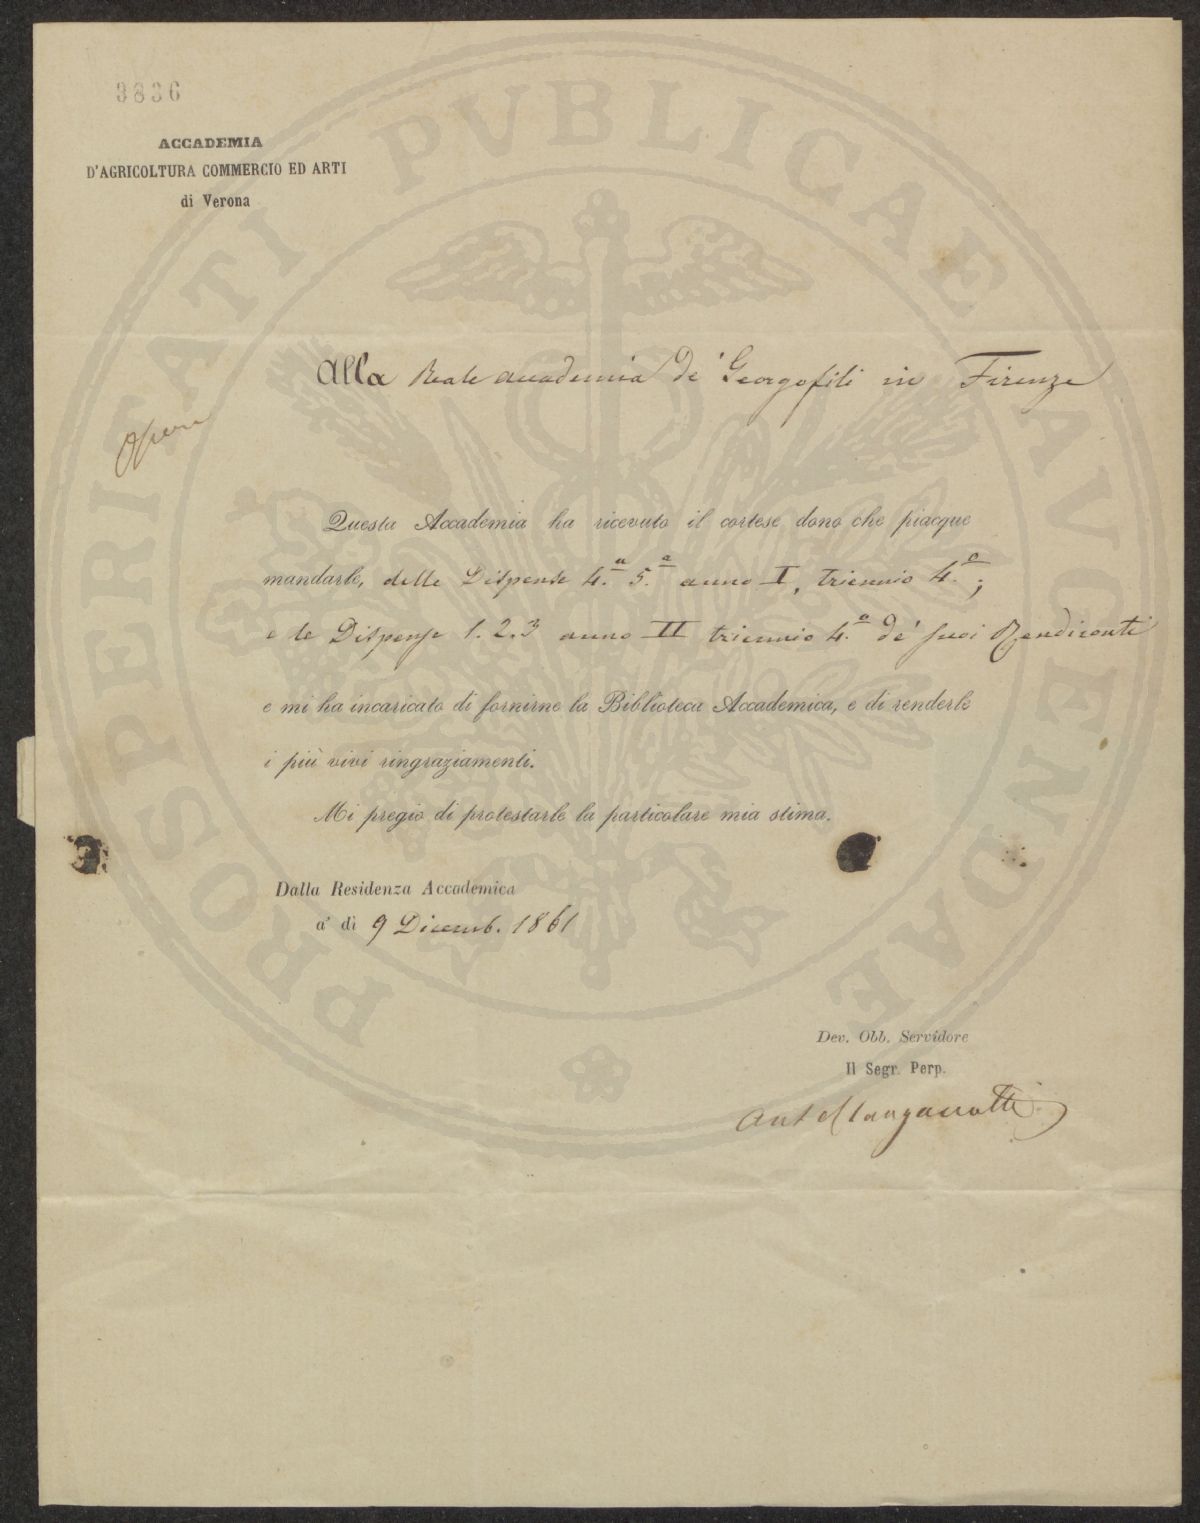 3836
ACCADEMIA
D'AGRICOLTURA COMMERCIO ED ARTI
di Verona
PROSPERITATI PUBLICAE AUGENDAE
Alla Reale Accademia de' Georgofili in Firenze
Opere
Questa Accademia ha ricevuto il cortese dono che piacque
mandarle, delle Dispense 4.ª 5.ª anno I, triennio 4.º;
e le Dispense 1. 2. 3 anno II triennio 4.º de' suoi Rendiconti
e mi ha incaricato di fornirne la Biblioteca Accademica, e di renderle
i più vivi ringraziamenti.
Mi pregio di protestarle la particolare mia stima.
Dalla Residenza Accademica
a' dì 9 Dicemb. 1861
Dev. Obb. Servidore
Il Segr. Perp.
Ant Manganotti